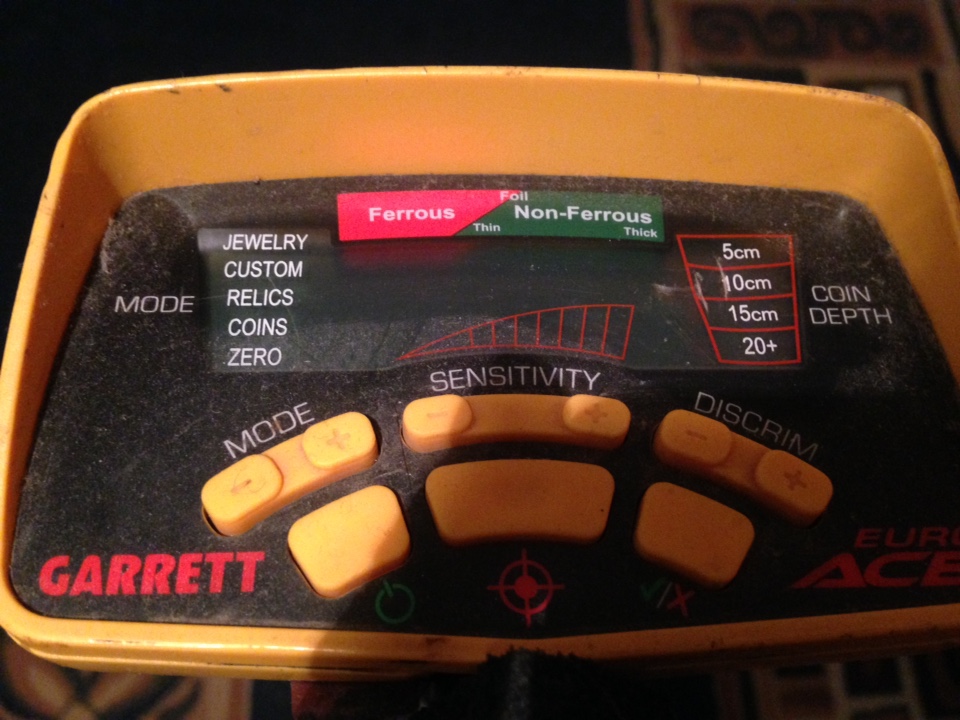 Foil
Ferrous
Non-Ferrous
Thin
Thick
JEWELRY
CUSTOM
RELICS
COINS
ZERO
MODE
5cm
10cm
15cm
20+
COIN
DEPTH
SENSITIVITY
- +
MODE
- +
DISCRIM
- +
GARRETT
EURO
ACE
✓/X